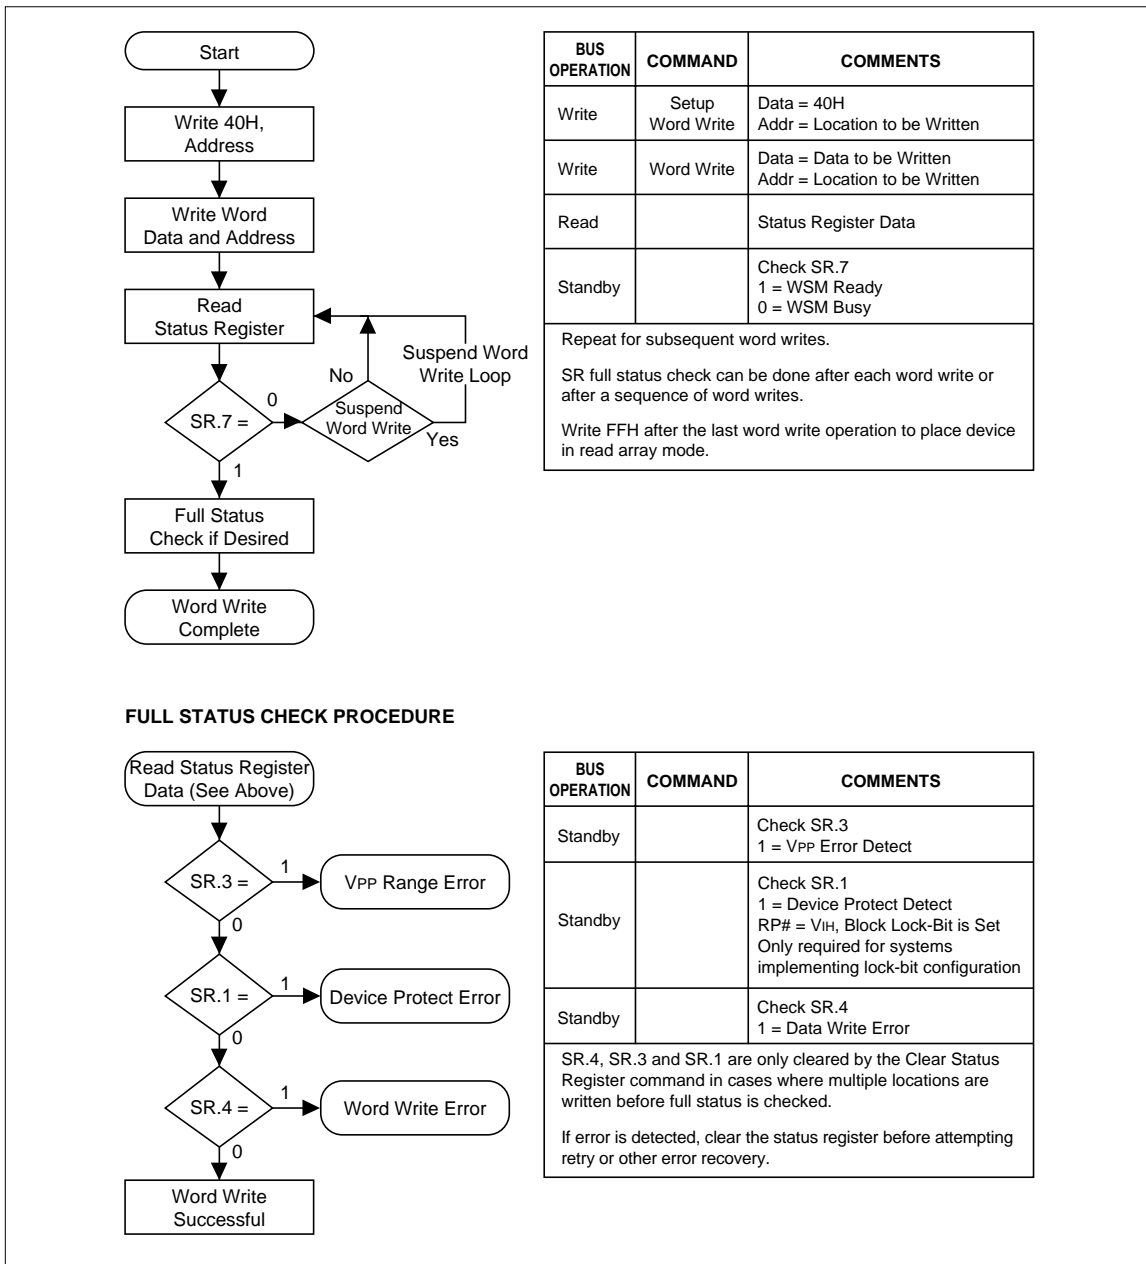 Start
Write 40H,
Address
Write Word
Data and Address
Read
Status Register
Suspend Word
Write Loop
No
0
SR.7 =
Suspend
Word Write
Yes
1
Full Status
Check if Desired
Word Write
Complete
BUS
OPERATION
COMMAND
COMMENTS
Write
Setup
Word Write
Data = 40H
Addr = Location to be Written
Write
Word Write
Data = Data to be Written
Addr = Location to be Written
Read
Status Register Data
Standby
Check SR.7
1 = WSM Ready
0 = WSM Busy
Repeat for subsequent word writes.
SR full status check can be done after each word write or
after a sequence of word writes.
Write FFH after the last word write operation to place device
in read array mode.
FULL STATUS CHECK PROCEDURE
Read Status Register
Data (See Above)
SR.3 =
1
VPP Range Error
0
SR.1 =
1
Device Protect Error
0
SR.4 =
1
Word Write Error
0
Word Write
Successful
BUS
OPERATION
COMMAND
COMMENTS
Standby
Check SR.3
1 = VPP Error Detect
Standby
Check SR.1
1 = Device Protect Detect
RP# = VIH, Block Lock-Bit is Set
Only required for systems
implementing lock-bit configuration
Standby
Check SR.4
1 = Data Write Error
SR.4, SR.3 and SR.1 are only cleared by the Clear Status
Register command in cases where multiple locations are
written before full status is checked.
If error is detected, clear the status register before attempting
retry or other error recovery.